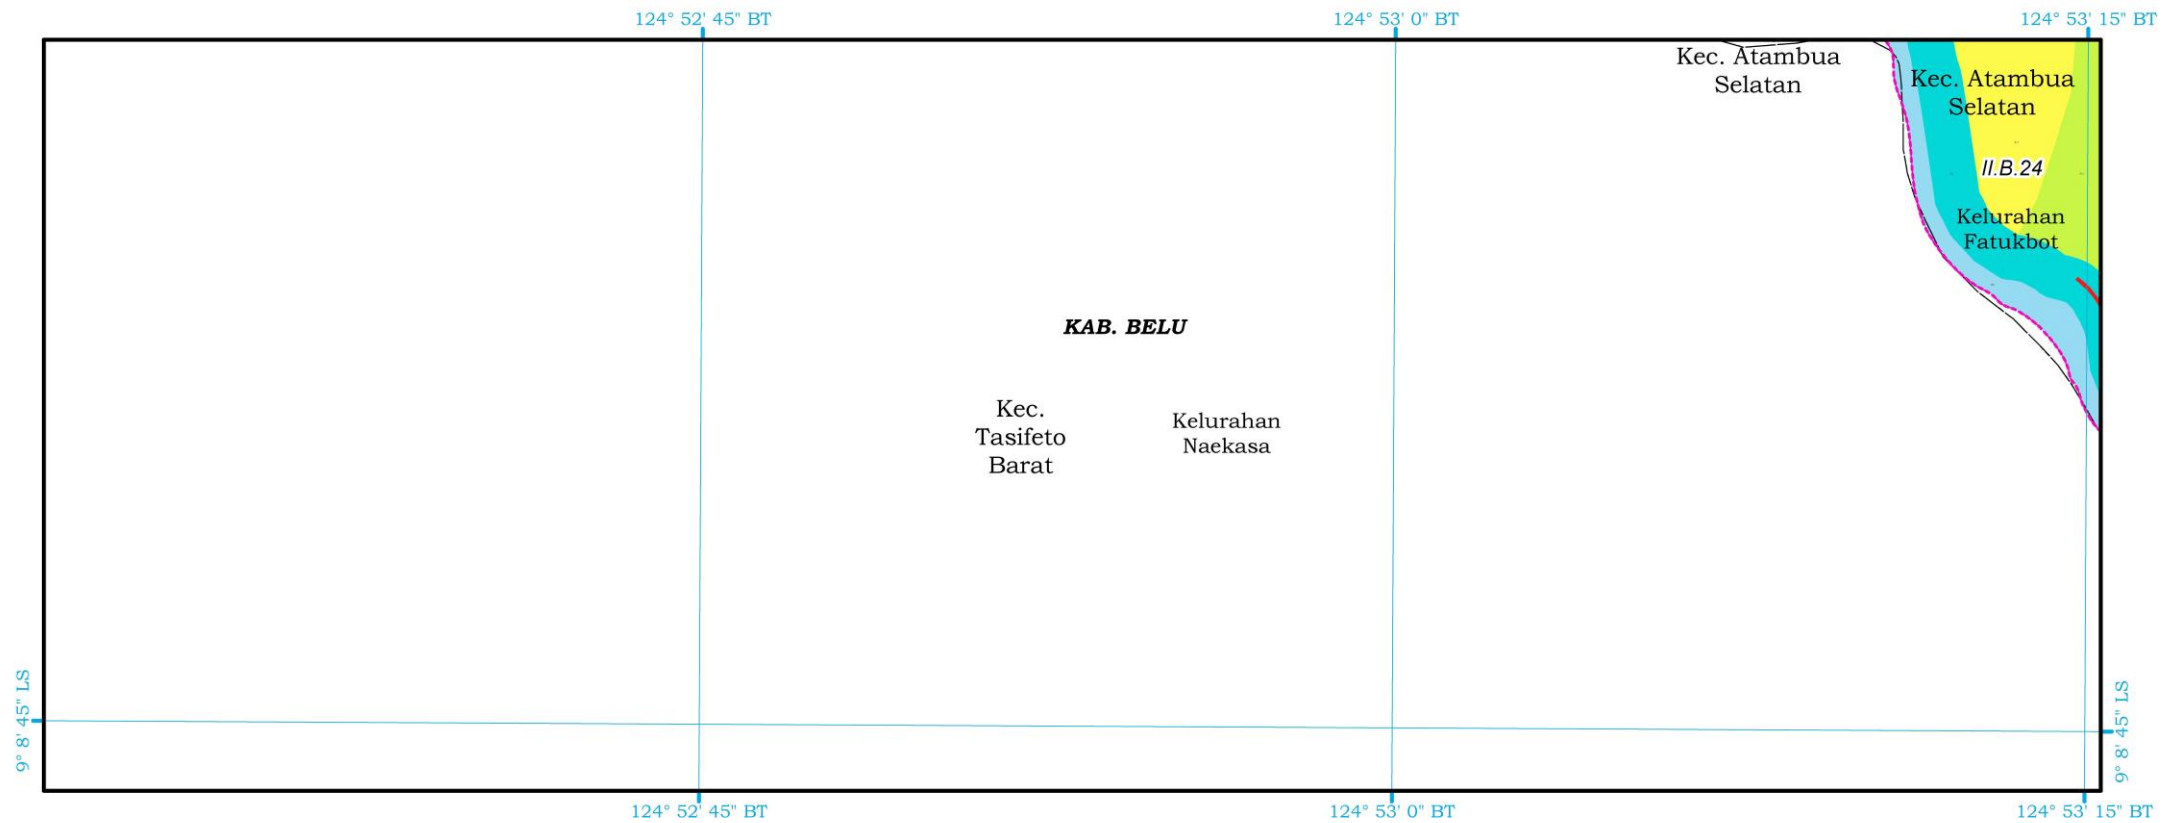 124° 52' 45" BT
124° 53' 0" BT
124° 53' 15" BT
Kec. Atambua
Selatan
Kec. Atambua
Selatan
II.B.24
Kelurahan
Fatukbot
KAB. BELU
Kec.
Tasifeto
Barat
Kelurahan
Naekasa
9° 8' 45" LS
9° 8' 45" LS
124° 52' 45" BT
124° 53' 0" BT
124° 53' 15" BT